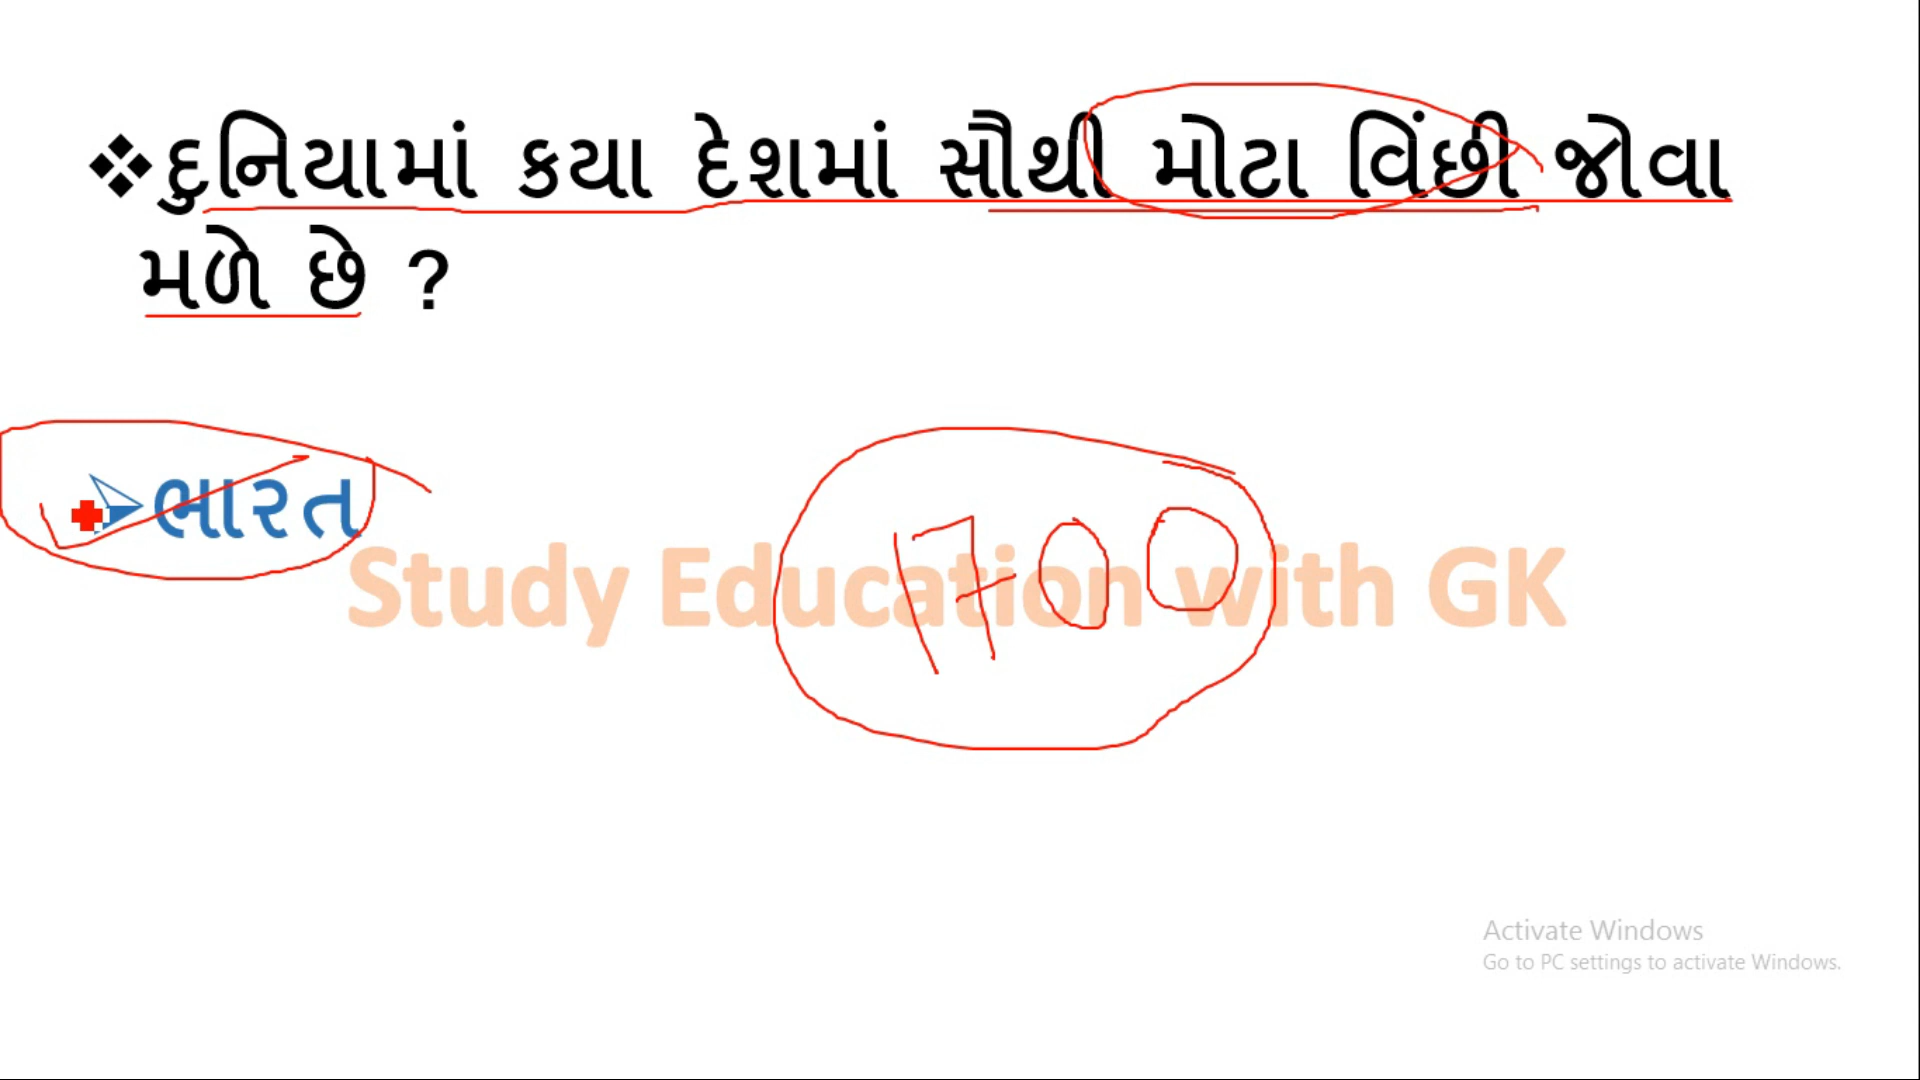 ❖દુનિયામાં કયા દેશમાં સૌથી મોટા વિંછી જોવા
મળે છે ?
➢ભારત
1700
Study Education with GK
Activate Windows
Go to PC settings to activate Windows.